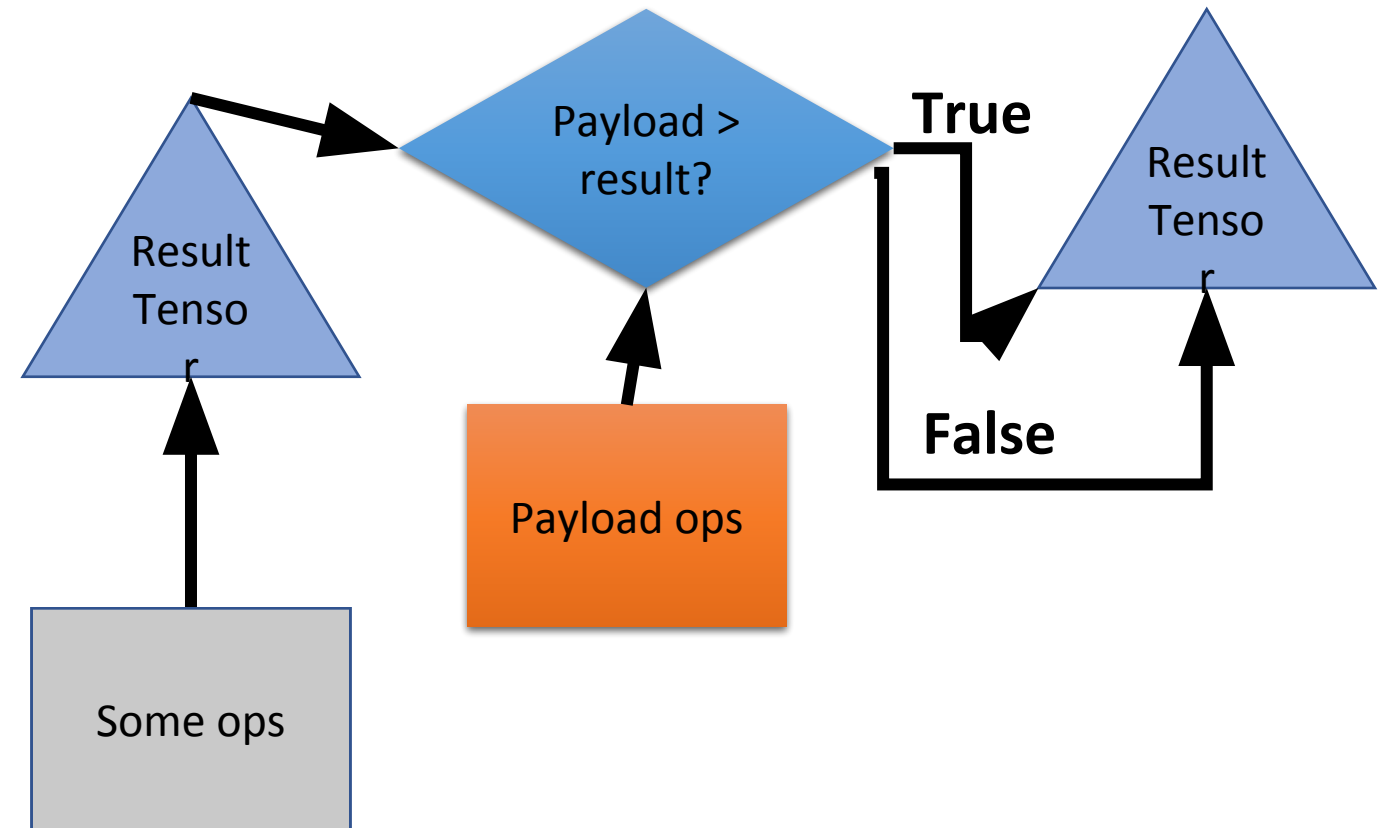 Payload >
result?
True
Result
Tenso
r
Result
Tenso
r
False
Payload ops
Some ops